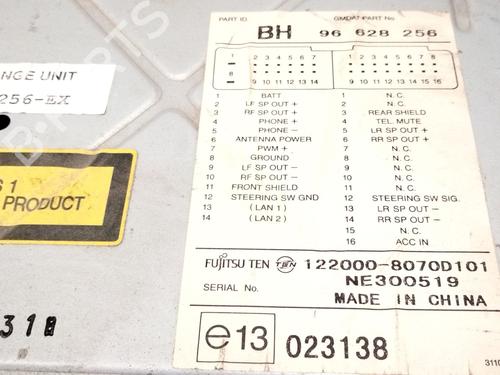 PART ID. GMDAT PART No
BH 96 628 256
1 2 3 4 5 6 1 2 3 4 5 6 7 8
8 9 10 11 12 13 14 9 10 11 12 13 14 15 16
1 BATT 1 N.C.
2 LF SP OUT + 2 N.C.
3 RF SP OUT + 3 REAR SHIELD
4 PHONE + 4 TEL MUTE
5 PHONE − 5 LR SP OUT +
6 ANTENNA POWER 6 RR SP OUT +
7 PWM + 7 N.C.
8 GROUND 8 N.C.
9 LF SP OUT − 9 N.C.
10 RF SP OUT − 10 N.C.
11 FRONT SHIELD 11 N.C.
12 STEERING SW GND 12 STEERING SW SIG.
13 (LAN 1) 13 LR SP OUT −
14 (LAN 2) 14 RR SP OUT −
15 N.C.
16 ACC IN
FUJITSU TEN TEN 122000-8070D101
SERIAL No. NE300519
MADE IN CHINA
e13 023138
NGE UNIT
256-EX
S 1
PRODUCT